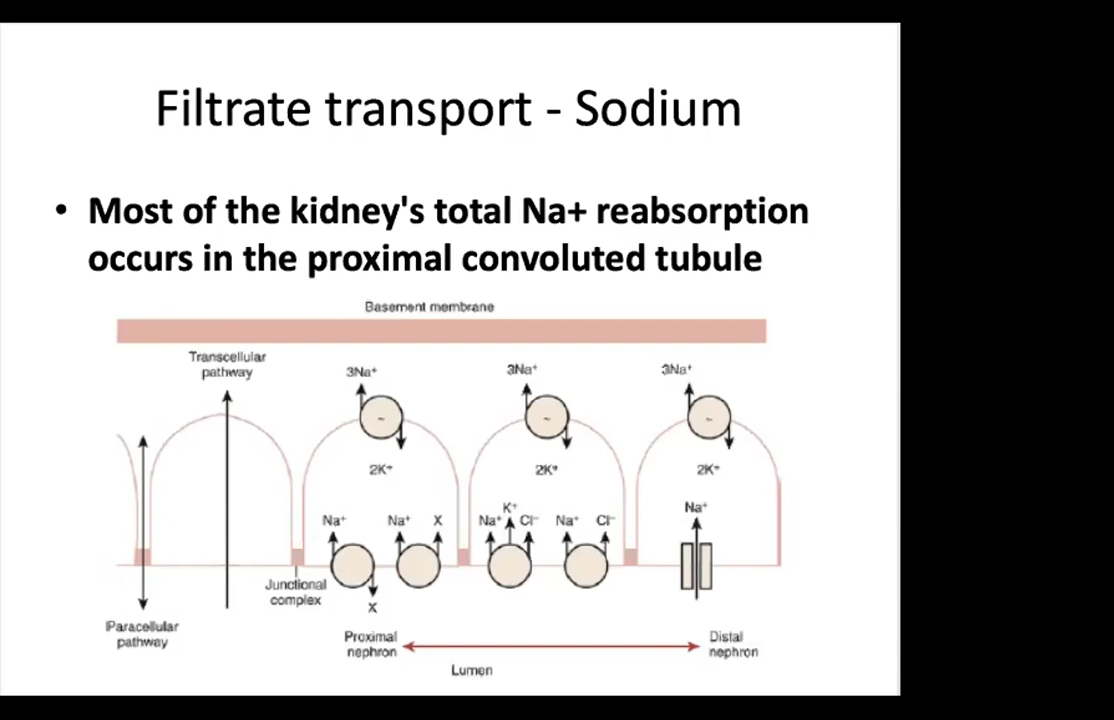 Filtrate transport - Sodium
• Most of the kidney's total Na+ reabsorption
occurs in the proximal convoluted tubule
Basement membrane
Transcellular
pathway
3Na⁺
3Na⁺
3Na⁺
~
~
~
2K⁺
2K⁺
2K⁺
Na⁺
Na⁺
X
Na⁺
K⁺
Cl⁻
Na⁺
Cl⁻
Na⁺
Junctional
complex
X
Paracellular
pathway
Proximal
nephron
Distal
nephron
Lumen